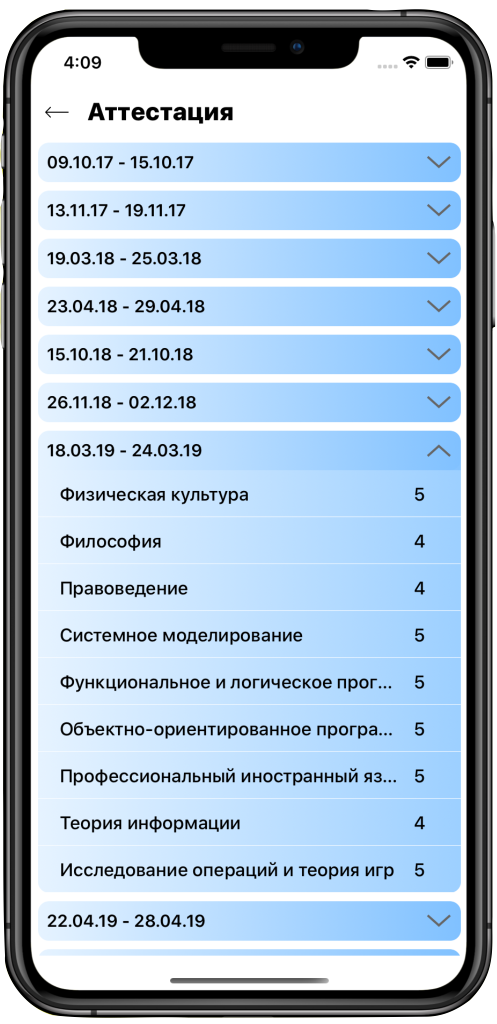 4:09
Аттестация
09.10.17 - 15.10.17
13.11.17 - 19.11.17
19.03.18 - 25.03.18
23.04.18 - 29.04.18
15.10.18 - 21.10.18
26.11.18 - 02.12.18
18.03.19 - 24.03.19
Физическая культура 5
Философия 4
Правоведение 4
Системное моделирование 5
Функциональное и логическое прог... 5
Объектно-ориентированное програ... 5
Профессиональный иностранный яз... 5
Теория информации 4
Исследование операций и теория игр 5
22.04.19 - 28.04.19